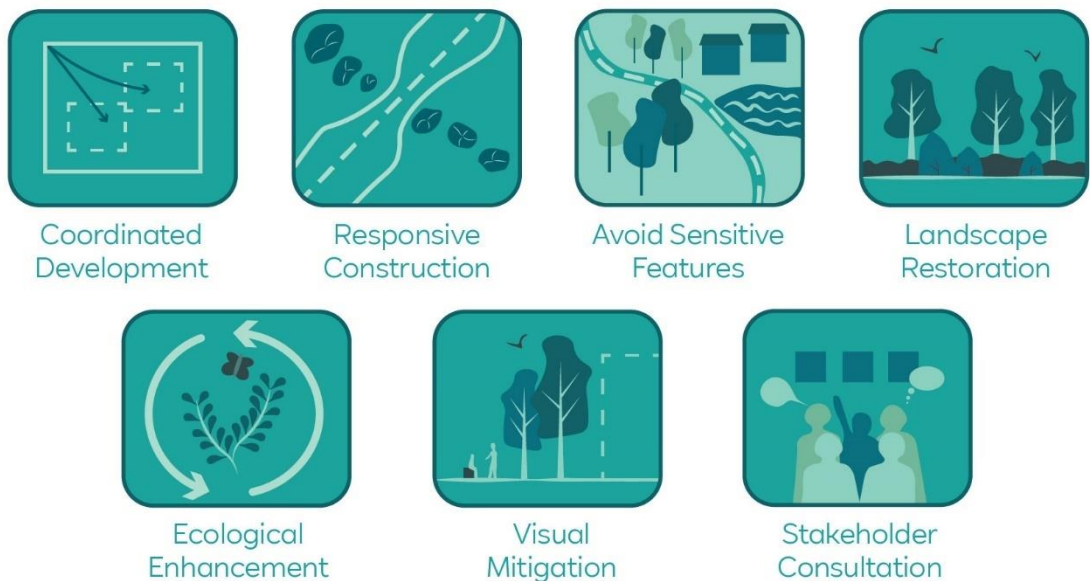 Coordinated
Development
Responsive
Construction
Avoid Sensitive
Features
Landscape
Restoration
Ecological
Enhancement
Visual
Mitigation
Stakeholder
Consultation